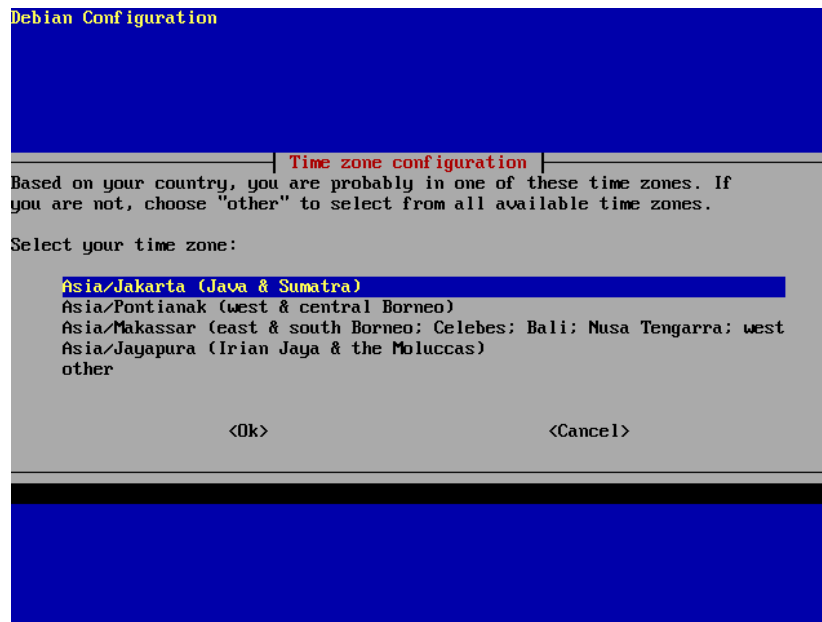 Debian Configuration
Time zone configuration
Based on your country, you are probably in one of these time zones. If
you are not, choose "other" to select from all available time zones.
Select your time zone:
Asia/Jakarta (Java & Sumatra)
Asia/Pontianak (west & central Borneo)
Asia/Makassar (east & south Borneo; Celebes; Bali; Nusa Tengarra; west
Asia/Jayapura (Irian Jaya & the Moluccas)
other
<Ok> <Cancel>